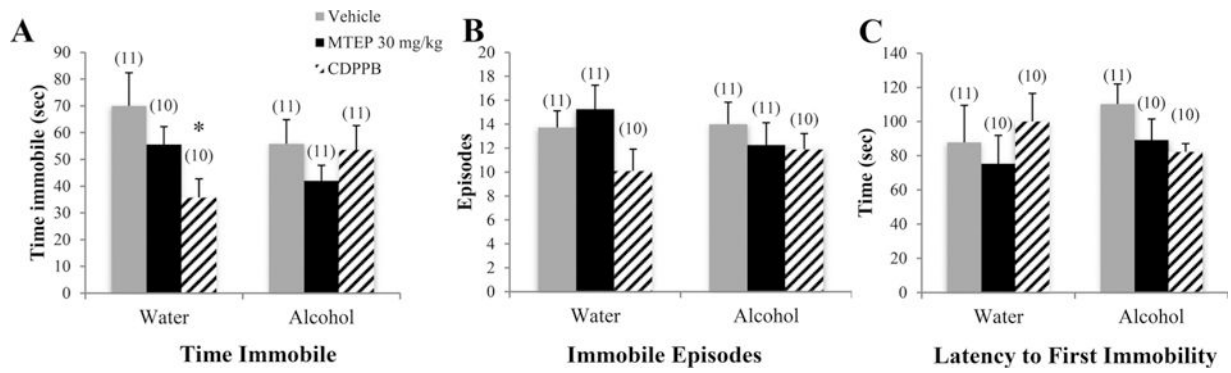 A
Vehicle
MTEP 30 mg/kg
CDPPB
Time immobile (sec)
90
80
70
60
50
40
30
20
10
0
(11)
(10)
*
(10)
(11)
(11)
(11)
Water
Alcohol
Time Immobile
B
Episodes
20
18
16
14
12
10
8
6
4
2
0
(11)
(11)
(10)
(11)
(11)
(10)
Water
Alcohol
Immobile Episodes
C
Time (sec)
140
120
100
80
60
40
20
0
(11)
(10)
(10)
(11)
(10)
(10)
Water
Alcohol
Latency to First Immobility